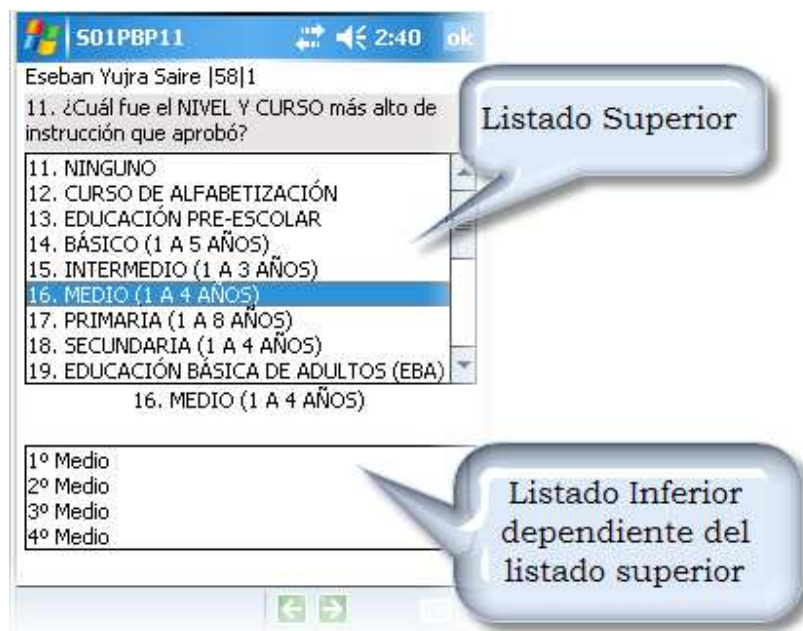 S01PBP11 2:40 ok
Eseban Yujra Saire |58|1
11. ¿Cuál fue el NIVEL Y CURSO más alto de
instrucción que aprobó?
11. NINGUNO
12. CURSO DE ALFABETIZACIÓN
13. EDUCACIÓN PRE-ESCOLAR
14. BÁSICO (1 A 5 AÑOS)
15. INTERMEDIO (1 A 3 AÑOS)
16. MEDIO (1 A 4 AÑOS)
17. PRIMARIA (1 A 8 AÑOS)
18. SECUNDARIA (1 A 4 AÑOS)
19. EDUCACIÓN BÁSICA DE ADULTOS (EBA)
16. MEDIO (1 A 4 AÑOS)
1º Medio
2º Medio
3º Medio
4º Medio
Listado Superior
Listado Inferior
dependiente del
listado superior